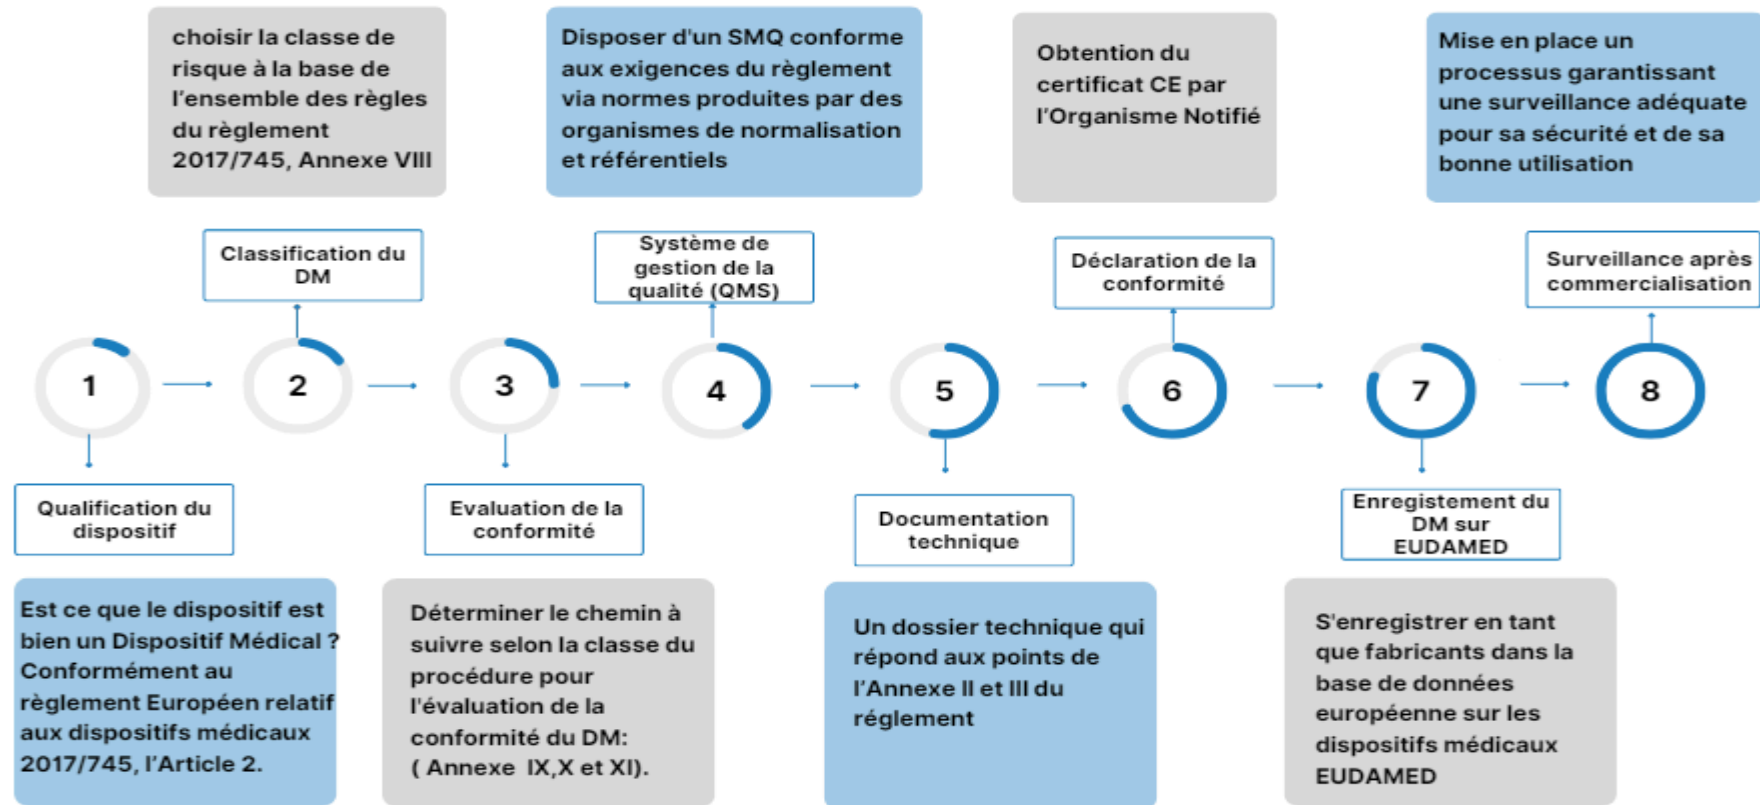 choisir la classe de
risque à la base de
l'ensemble des règles
du règlement
2017/745, Annexe VIII
Disposer d'un SMQ conforme
aux exigences du règlement
via normes produites par des
organismes de normalisation
et référentiels
Obtention du
certificat CE par
l'Organisme Notifié
Mise en place un
processus garantissant
une surveillance adéquate
pour sa sécurité et de sa
bonne utilisation
Classification du
DM
Système de
gestion de la
qualité (QMS)
Déclaration de la
conformité
Surveillance après
commercialisation
1
2
3
4
5
6
7
8
Qualification du
dispositif
Evaluation de la
conformité
Documentation
technique
Enregistement du
DM sur
EUDAMED
Est ce que le dispositif est
bien un Dispositif Médical ?
Conformément au
règlement Européen relatif
aux dispositifs médicaux
2017/745, l'Article 2.
Déterminer le chemin à
suivre selon la classe du
procédure pour
l'évaluation de la
conformité du DM:
( Annexe IX,X et XI).
Un dossier technique qui
répond aux points de
l'Annexe II et III du
réglement
S'enregistrer en tant
que fabricants dans la
base de données
européenne sur les
dispositifs médicaux
EUDAMED